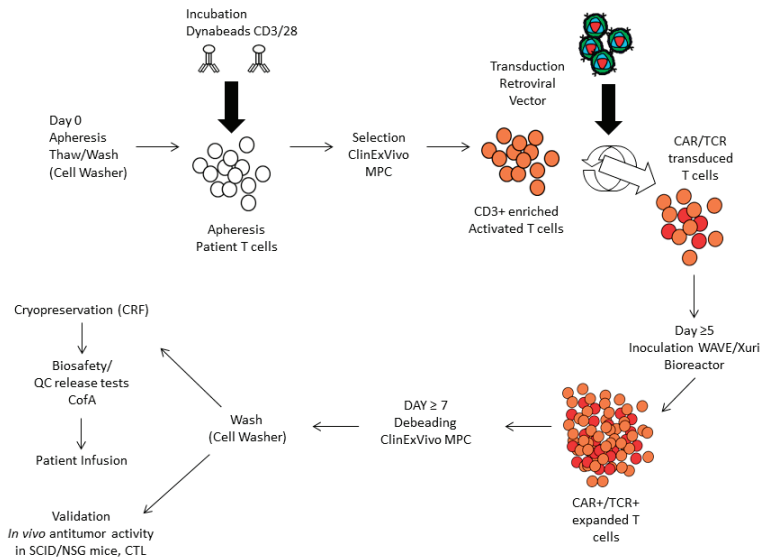 Incubation
Dynabeads CD3/28
Day 0
Apheresis
Thaw/Wash
(Cell Washer)
Apheresis
Patient T cells
Selection
ClinExVivo
MPC
CD3+ enriched
Activated T cells
Transduction
Retroviral
Vector
CAR/TCR
transduced
T cells
Day ≥5
Inoculation WAVE/Xuri
Bioreactor
CAR+/TCR+
expanded T
cells
DAY ≥ 7
Debeading
ClinExVivo MPC
Wash
(Cell Washer)
Cryopreservation (CRF)
Biosafety/
QC release tests
CofA
Patient Infusion
Validation
In vivo antitumor activity
in SCID/NSG mice, CTL